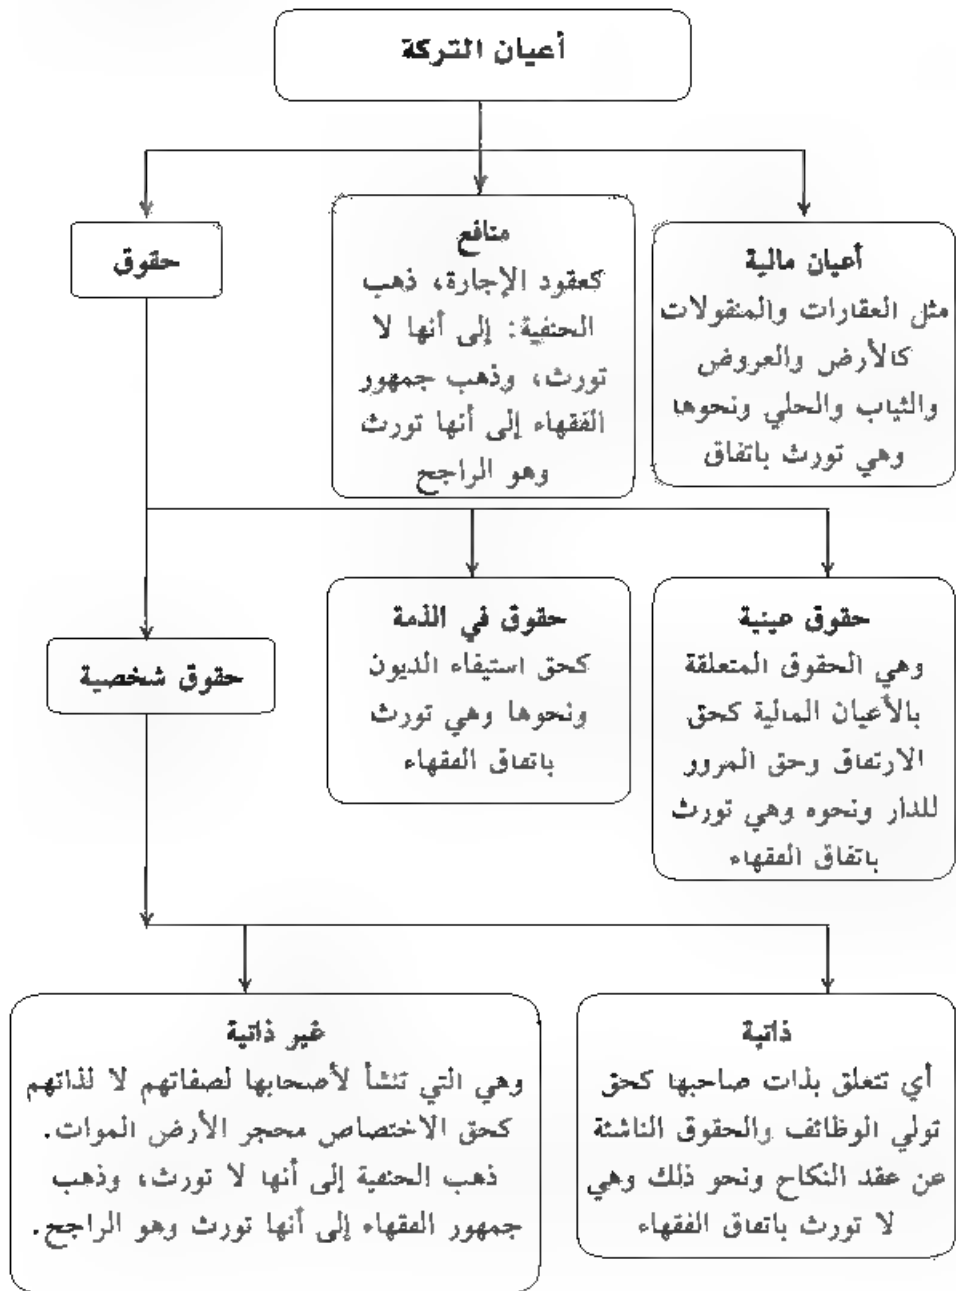 أعيان التركة
أعيان مالية
مثل العقارات والمنقولات
كالأرض والعروض
والثياب والحلي ونحوها
وهي تورث باتفاق
منافع
كعقود الإجارة، ذهب
الحنفية: إلى أنها لا
تورث، وذهب جمهور
الفقهاء إلى أنها تورث
وهو الراجح
حقوق
حقوق عينية
وهي الحقوق المتعلقة
بالأعيان المالية كحق
الارتفاق وحق المرور
للدار ونحوه وهي تورث
باتفاق الفقهاء
حقوق في الذمة
كحق استيفاء الديون
ونحوها وهي تورث
باتفاق الفقهاء
حقوق شخصية
ذاتية
أي تتعلق بذات صاحبها كحق
تولي الوظائف والحقوق الناشئة
عن عقد النكاح ونحو ذلك وهي
لا تورث باتفاق الفقهاء
غير ذاتية
وهي التي تنشأ لأصحابها لصفاتهم لا لذاتهم
كحق الاختصاص محجر الأرض الموات.
ذهب الحنفية إلى أنها لا تورث، وذهب
جمهور الفقهاء إلى أنها تورث وهو الراجح.